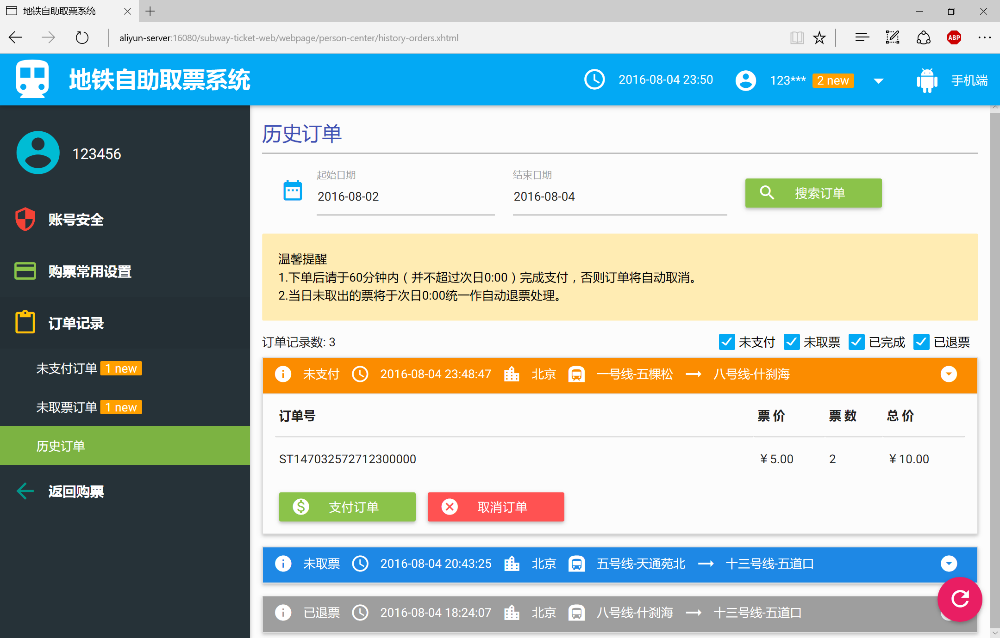 地铁自助取票系统
aliyun-server:16080/subway-ticket-web/webpage/person-center/history-orders.xhtml
ABP
地铁自助取票系统
2016-08-04 23:50
123*** 2 new
手机端
123456
账号安全
购票常用设置
订单记录
未支付订单 1 new
未取票订单 1 new
历史订单
返回购票
历史订单
起始日期
2016-08-02
结束日期
2016-08-04
搜索订单
温馨提醒
1.下单后请于60分钟内（并不超过次日0:00）完成支付，否则订单将自动取消。
2.当日未取出的票将于次日0:00统一作自动退票处理。
订单记录数: 3
未支付 未取票 已完成 已退票
未支付 2016-08-04 23:48:47 北京 一号线-五棵松 → 八号线-什刹海
订单号 票 价 票 数 总 价
ST147032572712300000 ¥ 5.00 2 ¥ 10.00
支付订单 取消订单
未取票 2016-08-04 20:43:25 北京 五号线-天通苑北 → 十三号线-五道口
已退票 2016-08-04 18:24:07 北京 八号线-什刹海 → 十三号线-五道口